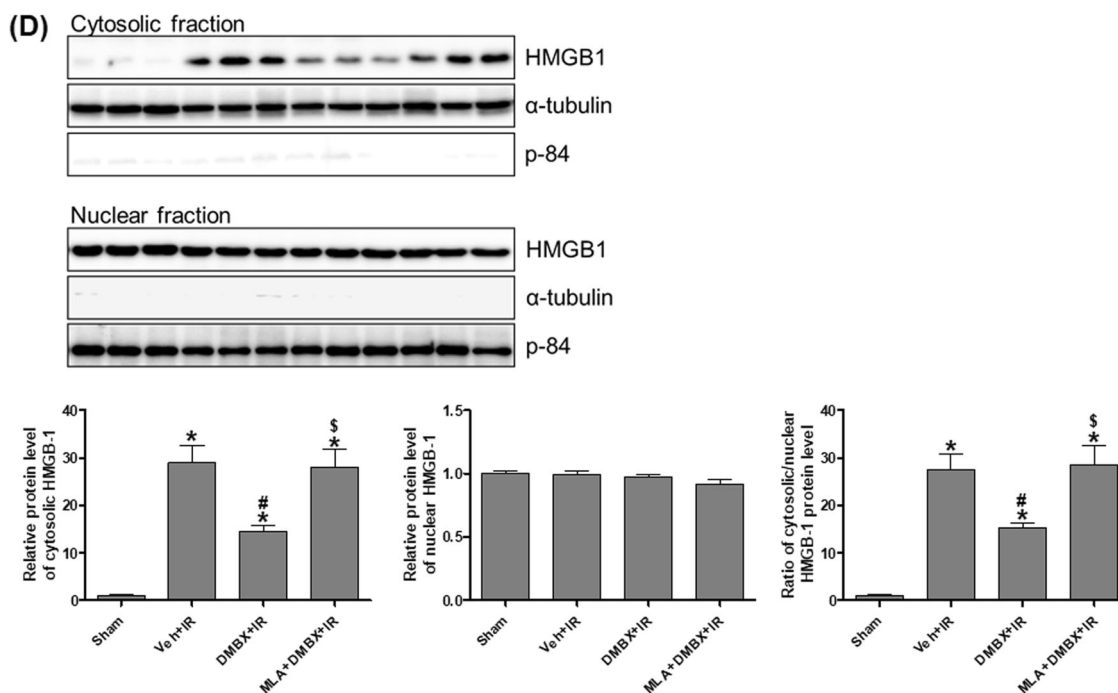 (D)
Cytosolic fraction
HMGB1
α-tubulin
p-84
Nuclear fraction
HMGB1
α-tubulin
p-84
Relative protein level
of cytosolic HMGB-1
40
30
20
10
0
*
#
*
$
*
Sham
Veh+IR
DMBX+IR
MLA+DMBX+IR
Relative protein level
of nuclear HMGB-1
1.5
1.0
0.5
0.0
Sham
Veh+IR
DMBX+IR
MLA+DMBX+IR
Ratio of cytosolic/nuclear
HMGB-1 protein level
40
30
20
10
0
*
#
*
$
*
Sham
Veh+IR
DMBX+IR
MLA+DMBX+IR